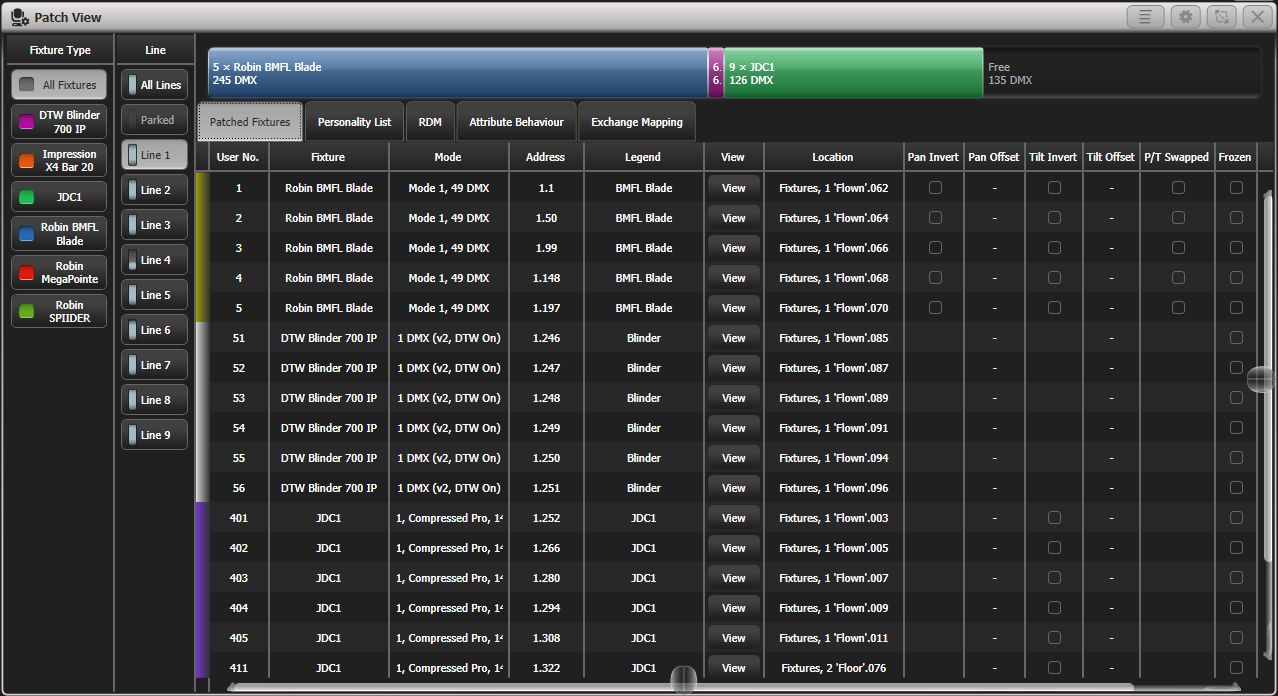 Patch View
Fixture Type
All Fixtures
DTW Blinder
700 IP
Impression
X4 Bar 20
JDC1
Robin BMFL
Blade
Robin
MegaPointe
Robin
SPIIDER
Line
All Lines
Parked
Line 1
Line 2
Line 3
Line 4
Line 5
Line 6
Line 7
Line 8
Line 9
5 × Robin BMFL Blade
245 DMX
6.
6.
9 × JDC1
126 DMX
Free
135 DMX
Patched Fixtures Personality List RDM Attribute Behaviour Exchange Mapping
User No. Fixture Mode Address Legend View Location Pan Invert Pan Offset Tilt Invert Tilt Offset P/T Swapped Frozen
1 Robin BMFL Blade Mode 1, 49 DMX 1.1 BMFL Blade View Fixtures, 1 'Flown'.062 - -
2 Robin BMFL Blade Mode 1, 49 DMX 1.50 BMFL Blade View Fixtures, 1 'Flown'.064 - -
3 Robin BMFL Blade Mode 1, 49 DMX 1.99 BMFL Blade View Fixtures, 1 'Flown'.066 - -
4 Robin BMFL Blade Mode 1, 49 DMX 1.148 BMFL Blade View Fixtures, 1 'Flown'.068 - -
5 Robin BMFL Blade Mode 1, 49 DMX 1.197 BMFL Blade View Fixtures, 1 'Flown'.070 - -
51 DTW Blinder 700 IP 1 DMX (v2, DTW On) 1.246 Blinder View Fixtures, 1 'Flown'.085 - -
52 DTW Blinder 700 IP 1 DMX (v2, DTW On) 1.247 Blinder View Fixtures, 1 'Flown'.087 - -
53 DTW Blinder 700 IP 1 DMX (v2, DTW On) 1.248 Blinder View Fixtures, 1 'Flown'.089 - -
54 DTW Blinder 700 IP 1 DMX (v2, DTW On) 1.249 Blinder View Fixtures, 1 'Flown'.091 - -
55 DTW Blinder 700 IP 1 DMX (v2, DTW On) 1.250 Blinder View Fixtures, 1 'Flown'.094 - -
56 DTW Blinder 700 IP 1 DMX (v2, DTW On) 1.251 Blinder View Fixtures, 1 'Flown'.096 - -
401 JDC1 1, Compressed Pro, 14 1.252 JDC1 View Fixtures, 1 'Flown'.003 - -
402 JDC1 1, Compressed Pro, 14 1.266 JDC1 View Fixtures, 1 'Flown'.005 - -
403 JDC1 1, Compressed Pro, 14 1.280 JDC1 View Fixtures, 1 'Flown'.007 - -
404 JDC1 1, Compressed Pro, 14 1.294 JDC1 View Fixtures, 1 'Flown'.009 - -
405 JDC1 1, Compressed Pro, 14 1.308 JDC1 View Fixtures, 1 'Flown'.011 - -
411 JDC1 1, Compressed Pro, 14 1.322 JDC1 View Fixtures, 2 'Floor'.076 - -